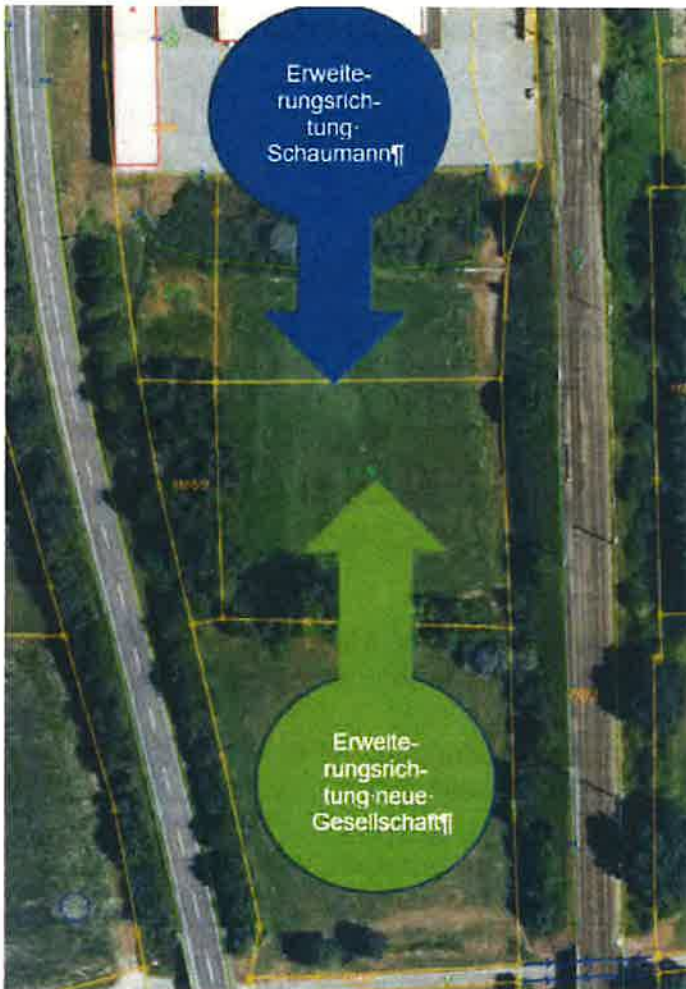 Erweite-
rungsrich-
tung·
Schaumann¶
Erweite-
rungsrich-
tung·neue·
Gesellschaft¶